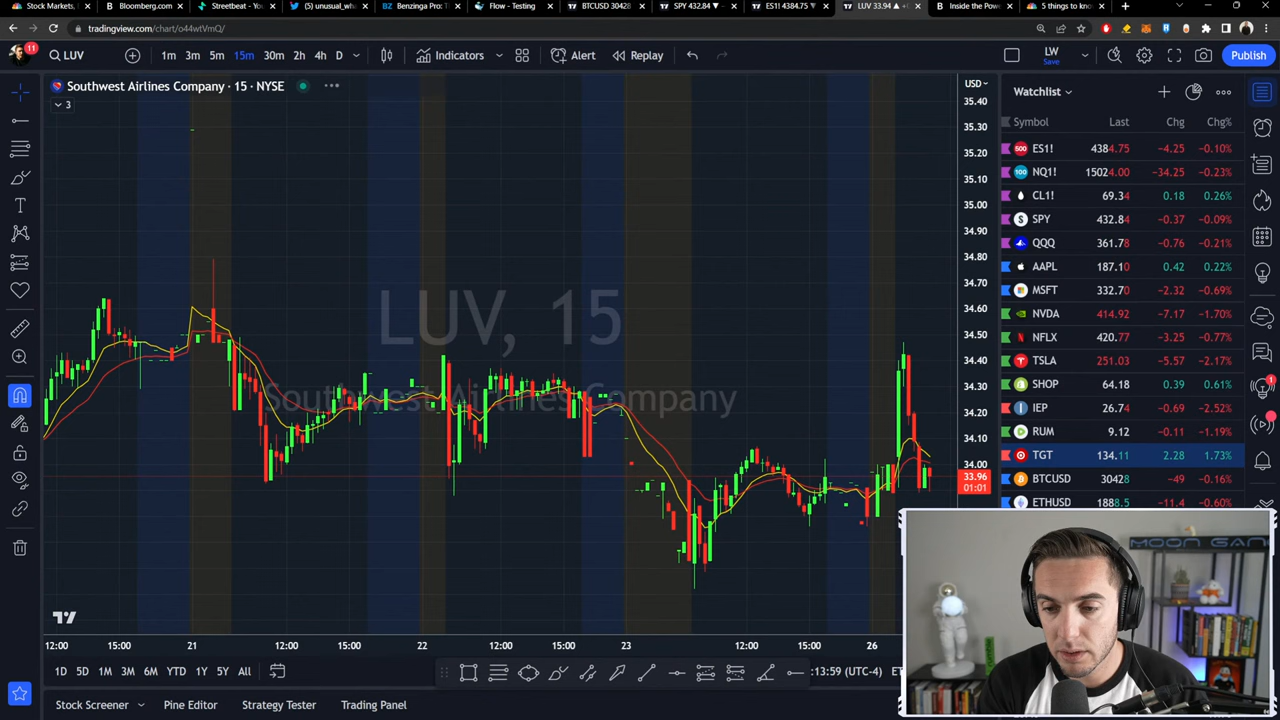 Stock Markets,
Bloomberg.com
Streetbeat - Yo
(5) unusual_wh
Benzinga Pro: T
Flow - Testing
BTCUSD 30428
SPY 432.84 ▼
ES1! 4384.75 ▼
LUV 33.94 ▲
Inside the Powe
5 things to kno
tradingview.com/chart/o44wtVmQ/
11
LUV
1m 3m 5m 15m 30m 2h 4h D
Indicators
Alert
Replay
LW
Save
Publish
Southwest Airlines Company · 15 · NYSE
3
USD
35.40
35.30
35.20
35.10
35.00
34.90
34.80
34.70
34.60
34.50
34.40
34.30
34.20
34.10
34.00
33.96
01:01
LUV, 15
Southwest Airlines Company
Watchlist
Symbol Last Chg Chg%
ES1! 4384.75 −4.25 −0.10%
NQ1! 15024.00 −34.25 −0.23%
CL1! 69.34 0.18 0.26%
SPY 432.84 −0.37 −0.09%
QQQ 361.78 −0.76 −0.21%
AAPL 187.10 0.42 0.22%
MSFT 332.70 −2.32 −0.69%
NVDA 414.92 −7.17 −1.70%
NFLX 420.77 −3.25 −0.77%
TSLA 251.03 −5.57 −2.17%
SHOP 64.18 0.39 0.61%
IEP 26.74 −0.69 −2.52%
RUM 9.12 −0.11 −1.19%
TGT 134.11 2.28 1.73%
BTCUSD 30428 −49 −0.16%
ETHUSD 1888.5 −11.4 −0.60%
1
12:00 15:00 21 12:00 15:00 22 12:00 15:00 23 12:00 15:00 26
1D 5D 1M 3M 6M YTD 1Y 5Y All
:13:59 (UTC-4)
Stock Screener
Pine Editor
Strategy Tester
Trading Panel
MOON GAN